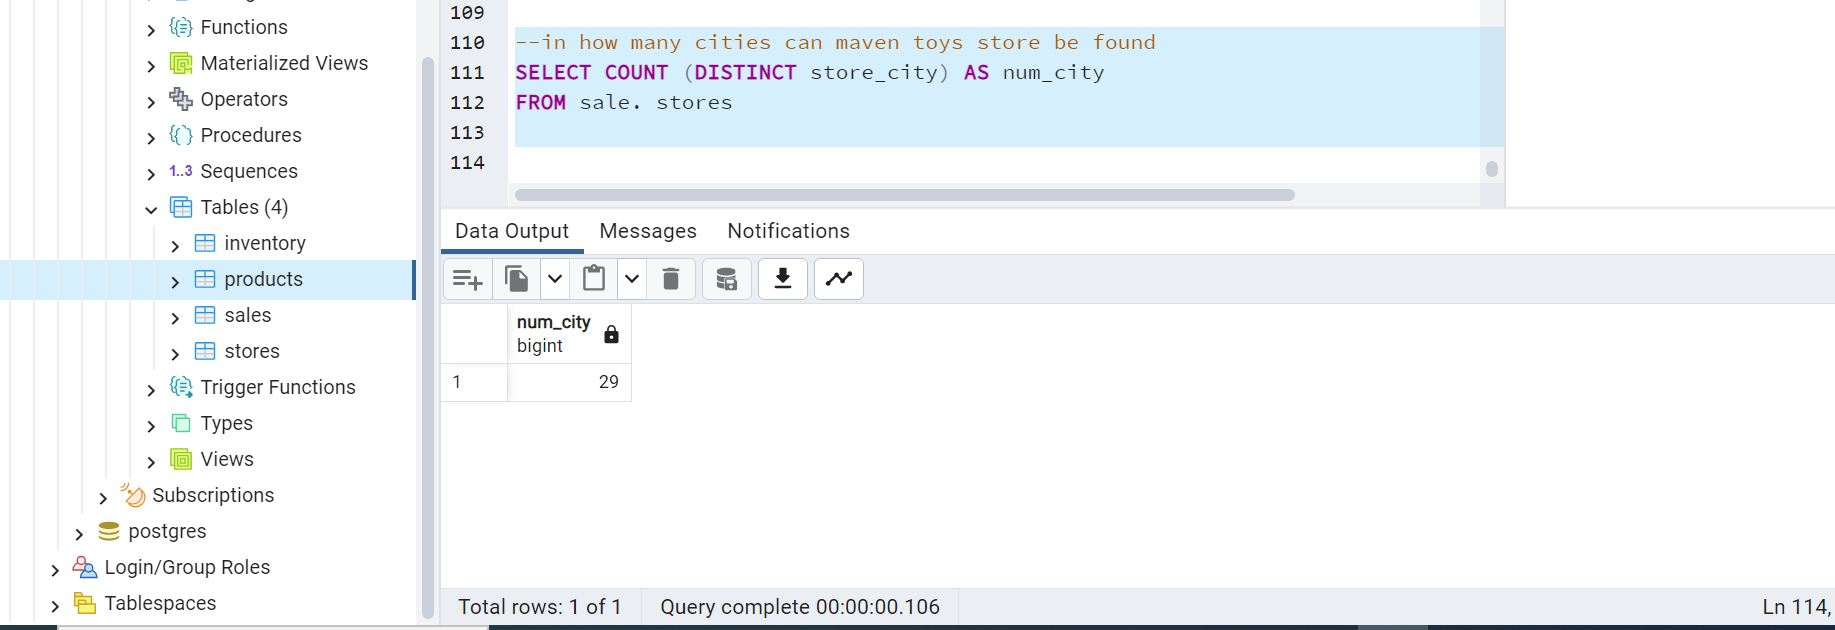 Functions
Materialized Views
Operators
Procedures
1..3 Sequences
Tables (4)
inventory
products
sales
stores
Trigger Functions
Types
Views
Subscriptions
postgres
Login/Group Roles
Tablespaces
109
110 --in how many cities can maven toys store be found
111 SELECT COUNT (DISTINCT store_city) AS num_city
112 FROM sale. stores
113
114
Data Output Messages Notifications
num_city
bigint
1 29
Total rows: 1 of 1 Query complete 00:00:00.106 Ln 114,